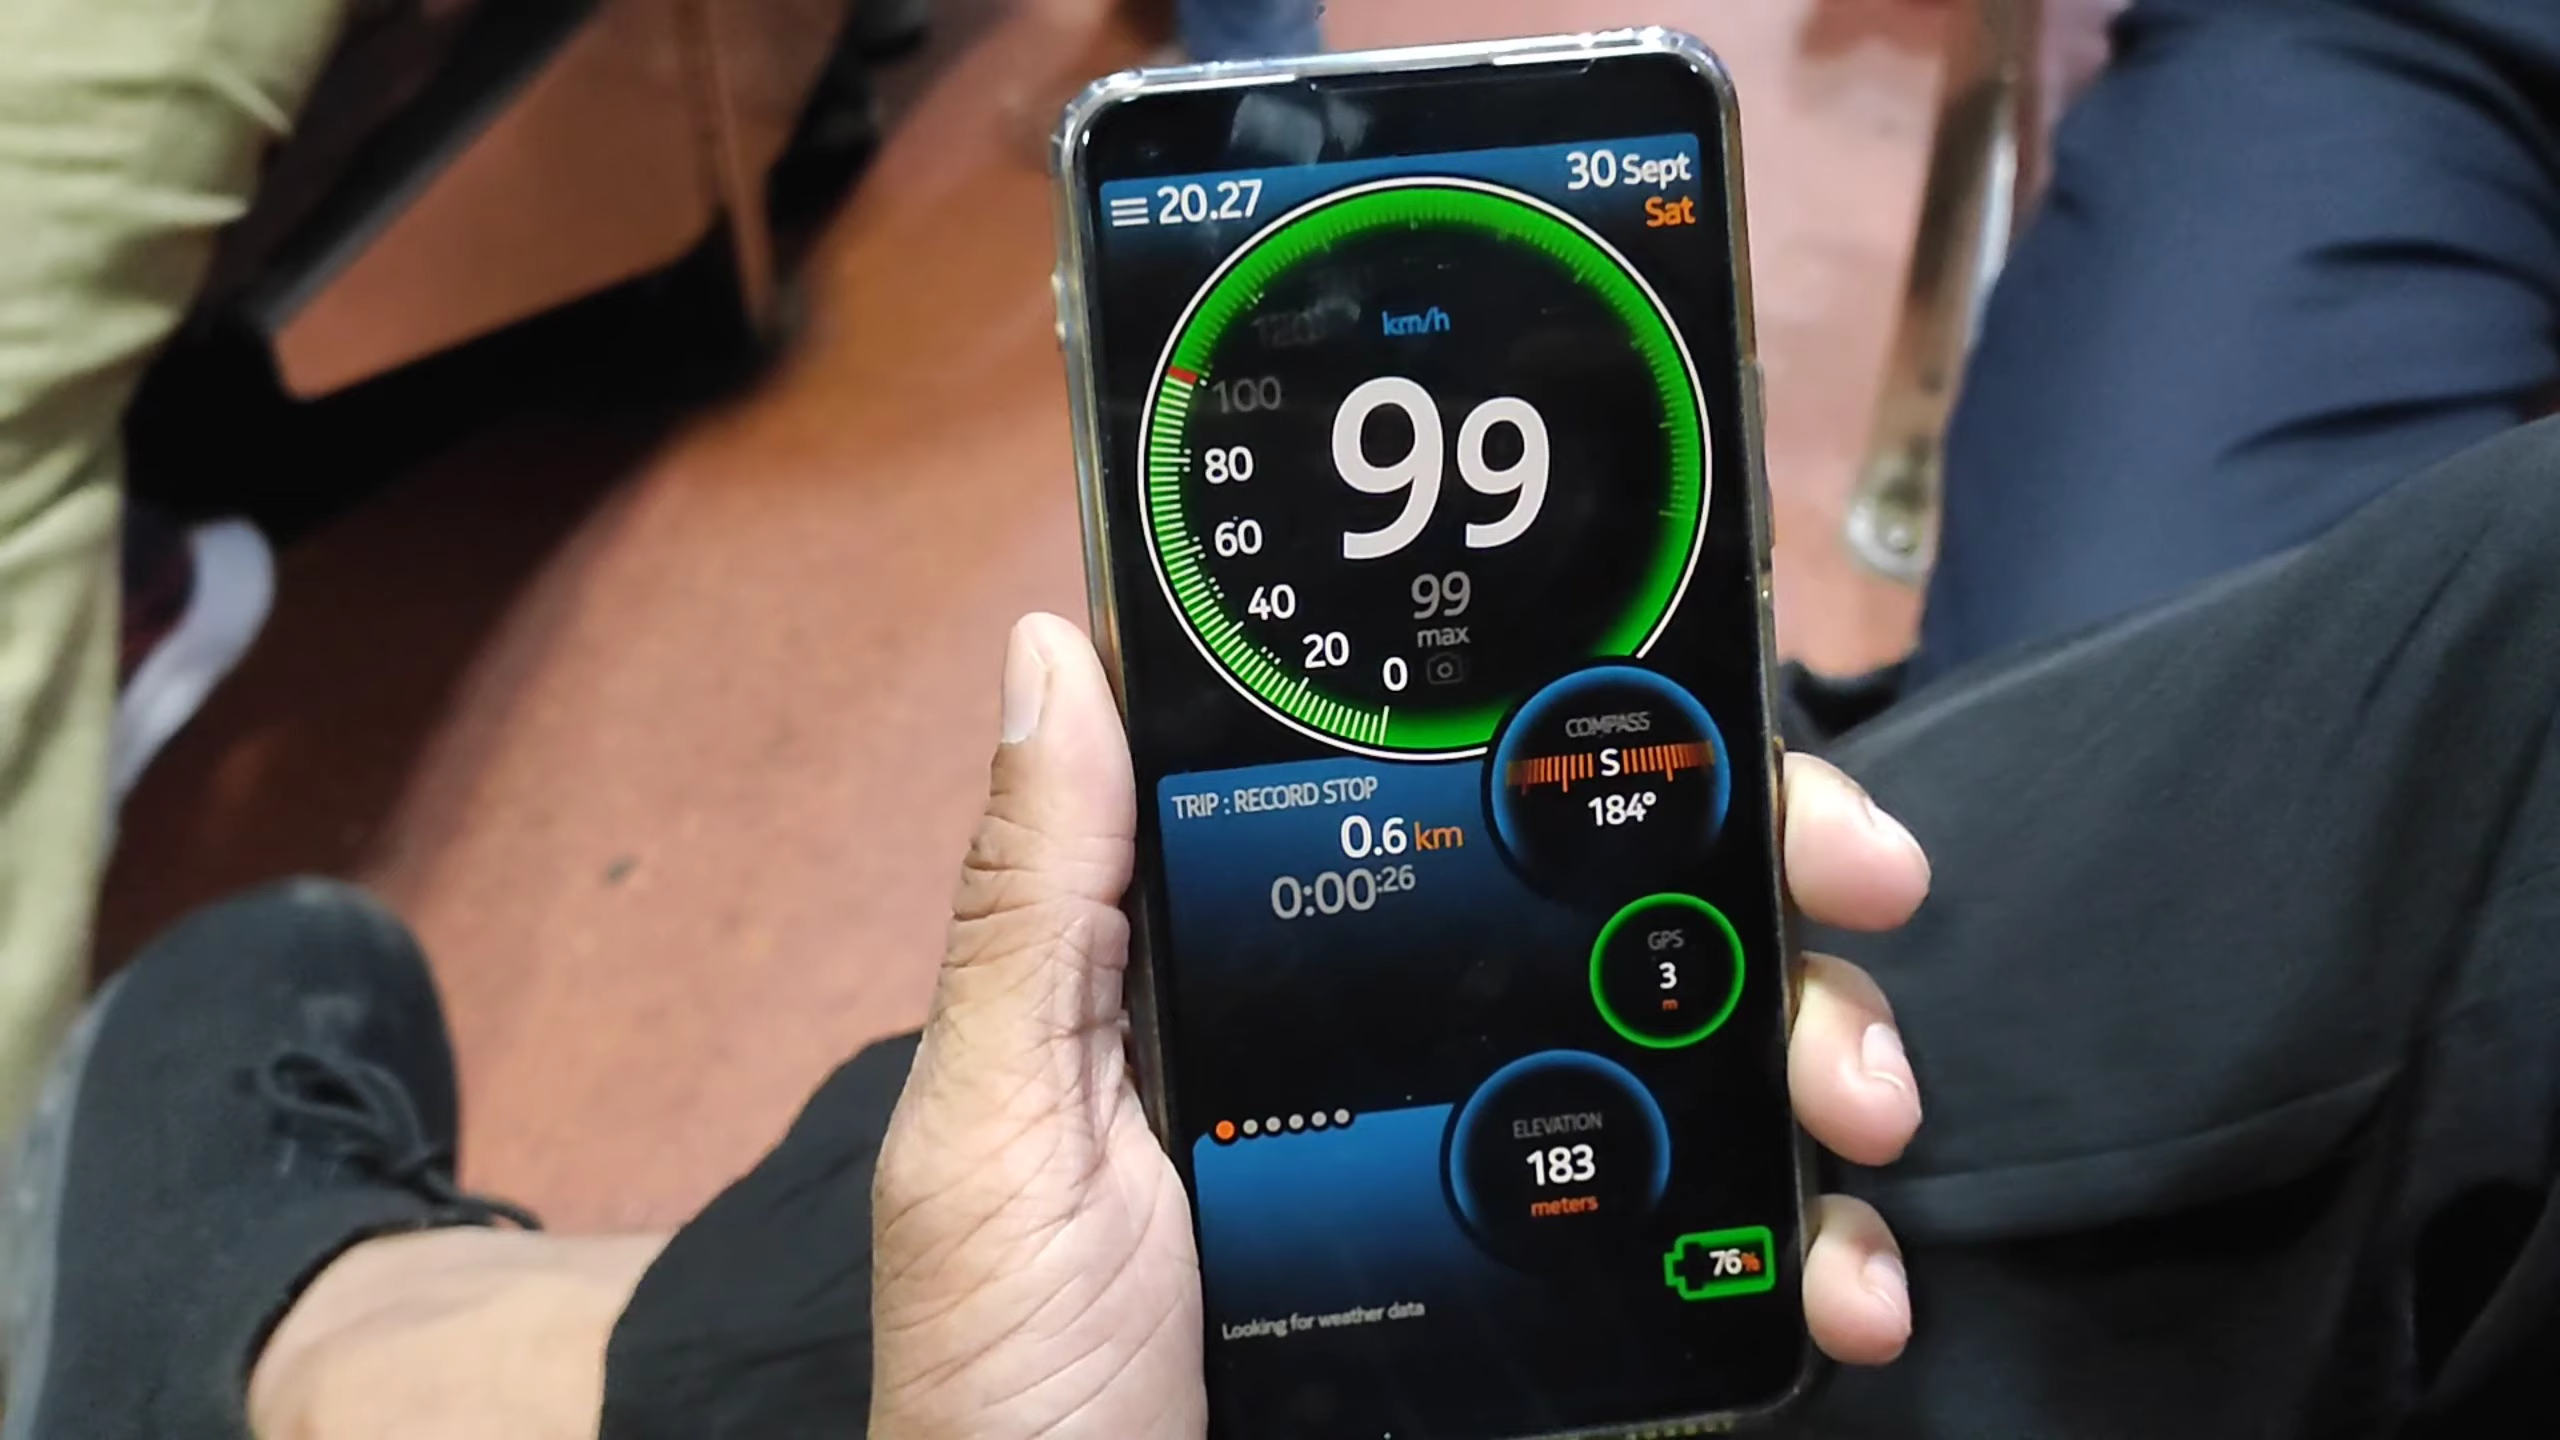 20.27
30 Sept
Sat
km/h
100
80
60
40
20
0
99
99
max
COMPASS
S
184°
TRIP : RECORD STOP
0.6 km
0:00:26
GPS
3
m
ELEVATION
183
meters
76%
Looking for weather data